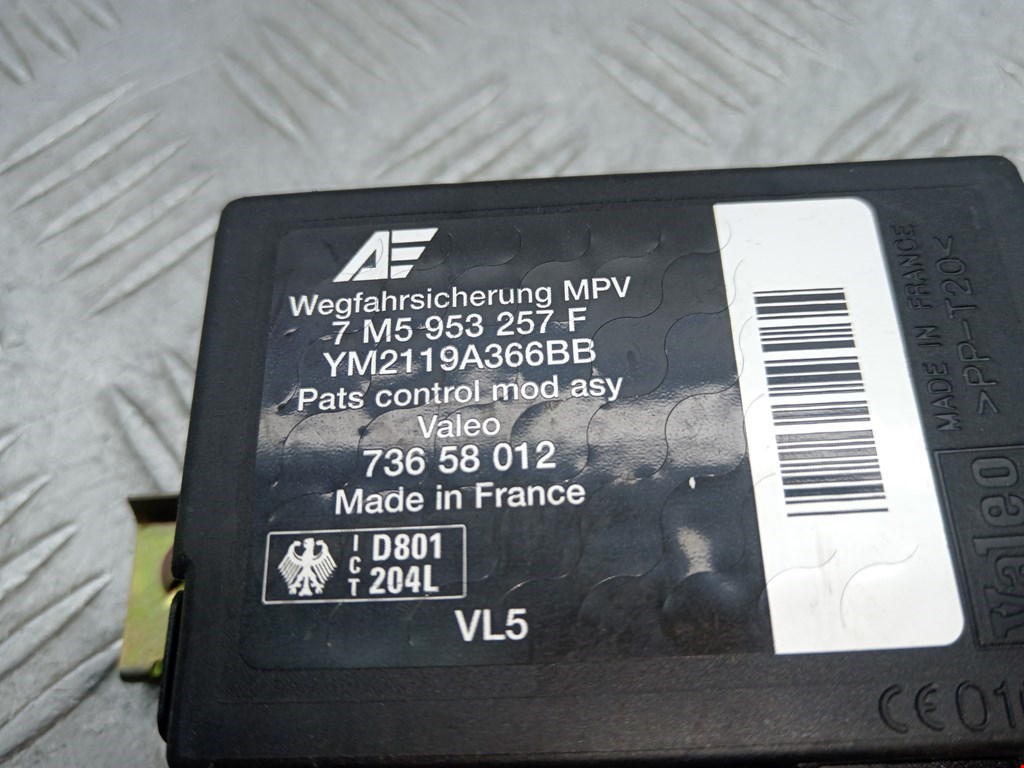 AE
Wegfahrsicherung MPV
7 M5 953 257 F
YM2119A366BB
Pats control mod asy
Valeo
736 58 012
Made in France
ICT
D801
204L
VL5
MADE IN FRANCE
>PP-T20<
Valeo
CE